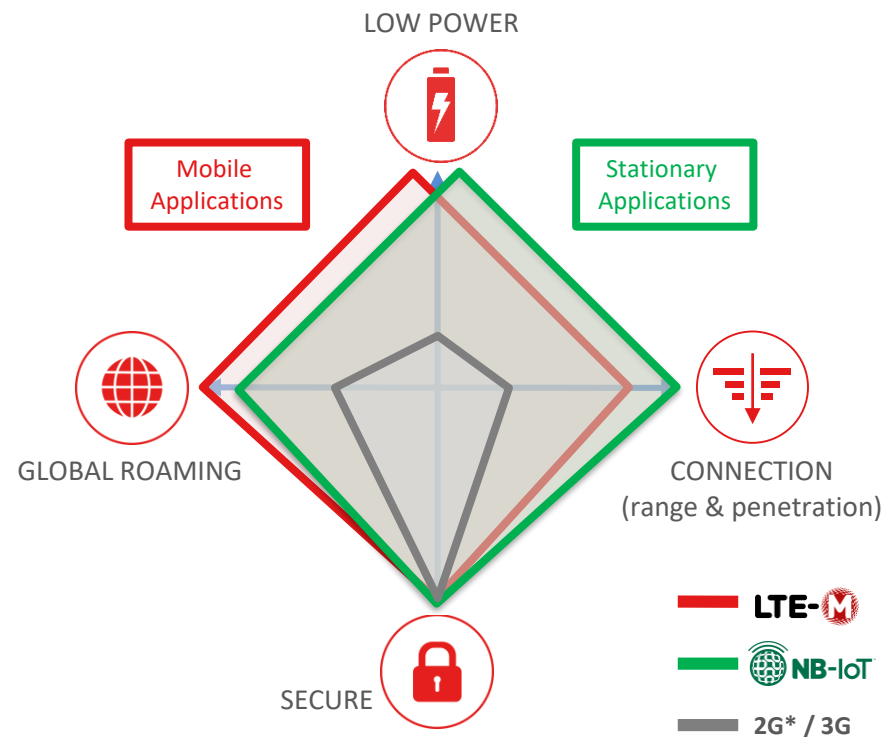 LOW POWER
Mobile
Applications
Stationary
Applications
GLOBAL ROAMING
CONNECTION
(range & penetration)
SECURE
LTE-M
NB-IoT
2G* / 3G